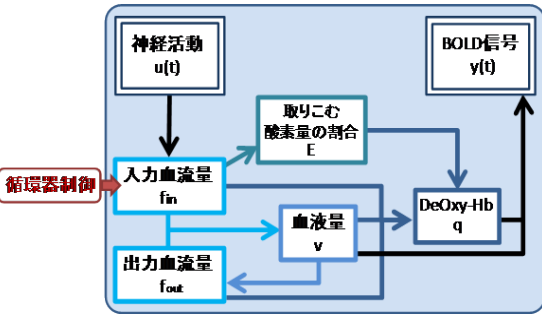 神経活動
u(t)
BOLD信号
y(t)
取りこむ
酸素量の割合
E
循環器制御
入力血流量
fin
血液量
v
DeOxy-Hb
q
出力血流量
fout